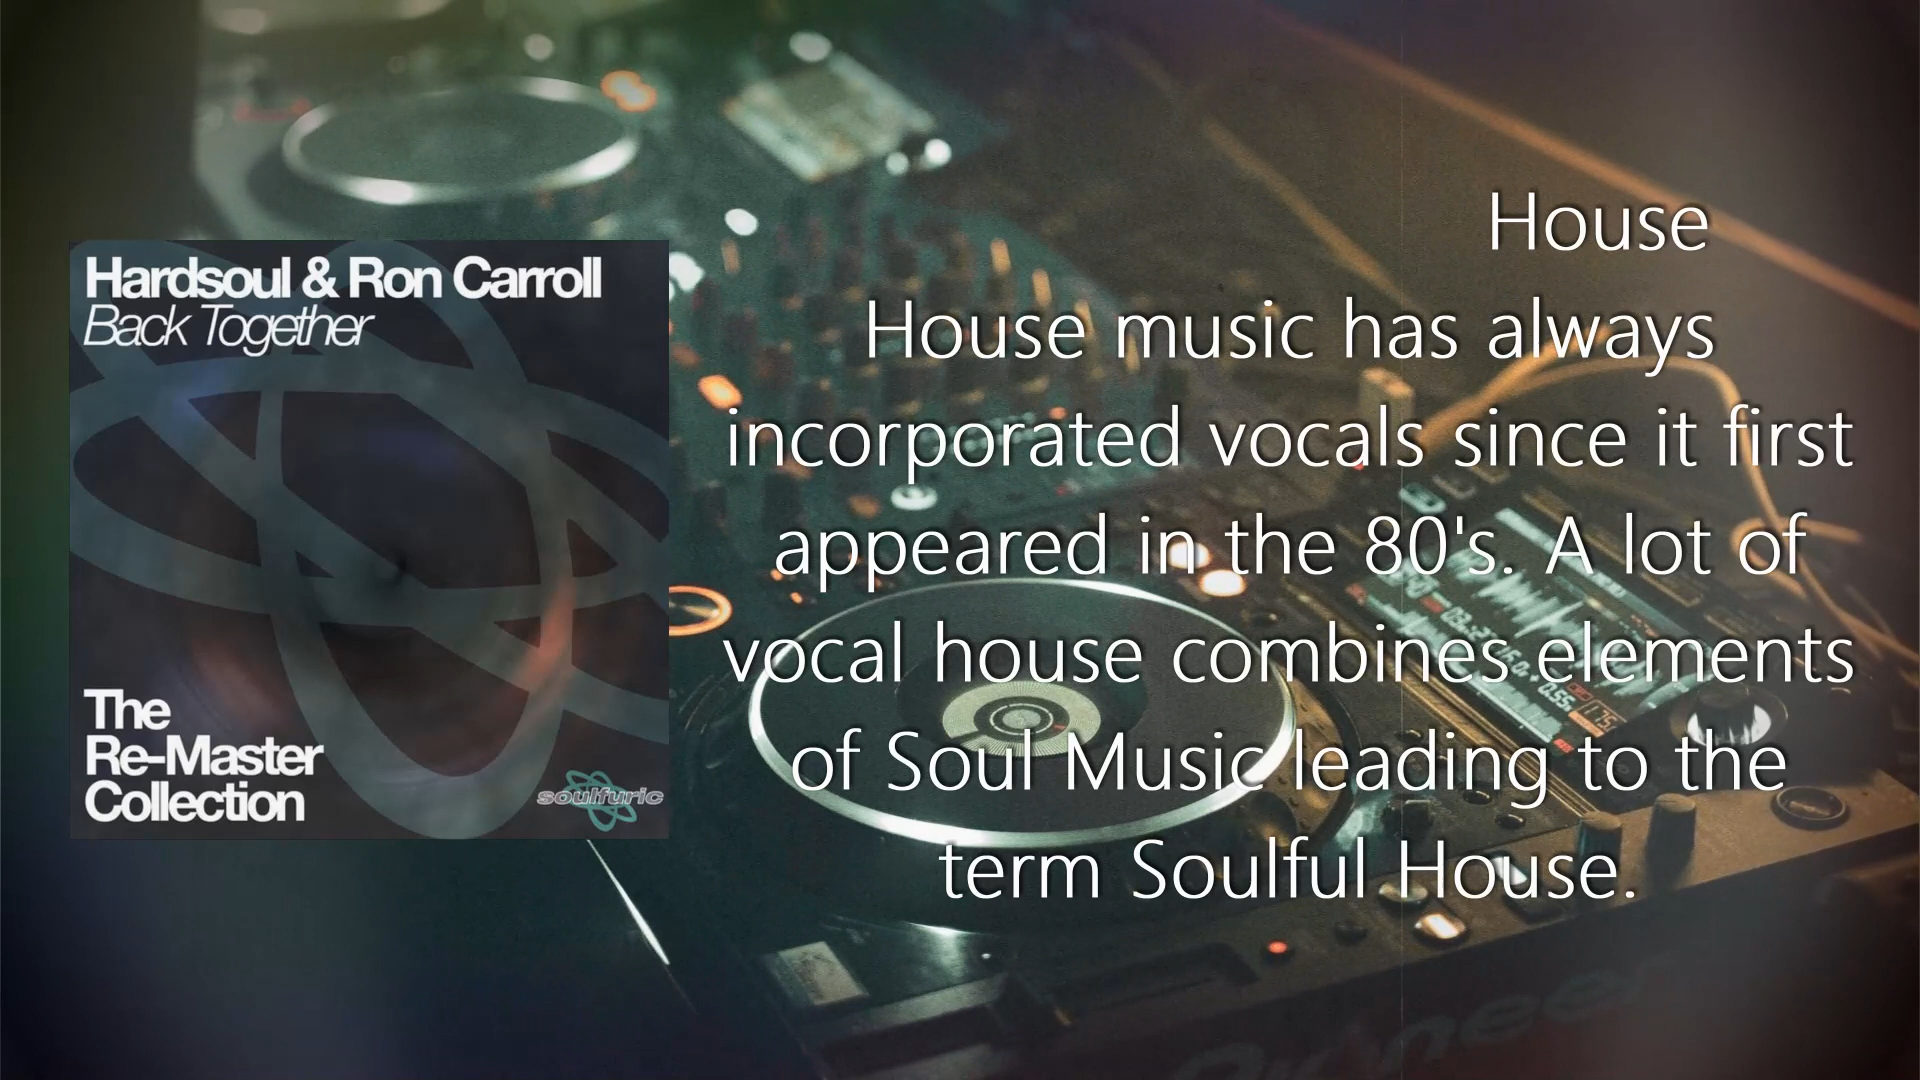 Hardsoul & Ron Carroll
Back Together
The
Re-Master
Collection
soulfuric
House
House music has always
incorporated vocals since it first
appeared in the 80's. A lot of
vocal house combines elements
of Soul Music leading to the
term Soulful House.
Pioneer